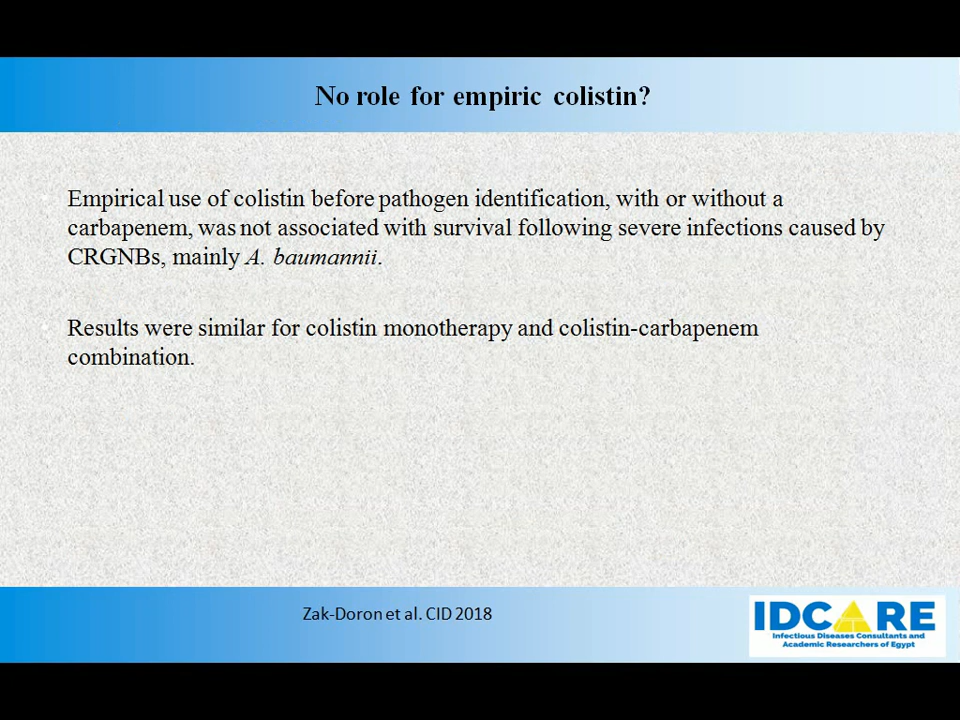 No role for empiric colistin?
Empirical use of colistin before pathogen identification, with or without a
carbapenem, was not associated with survival following severe infections caused by
CRGNBs, mainly A. baumannii.
Results were similar for colistin monotherapy and colistin-carbapenem
combination.
Zak-Doron et al. CID 2018
IDCARE
Infectious Diseases Consultants and
Academic Researchers of Egypt